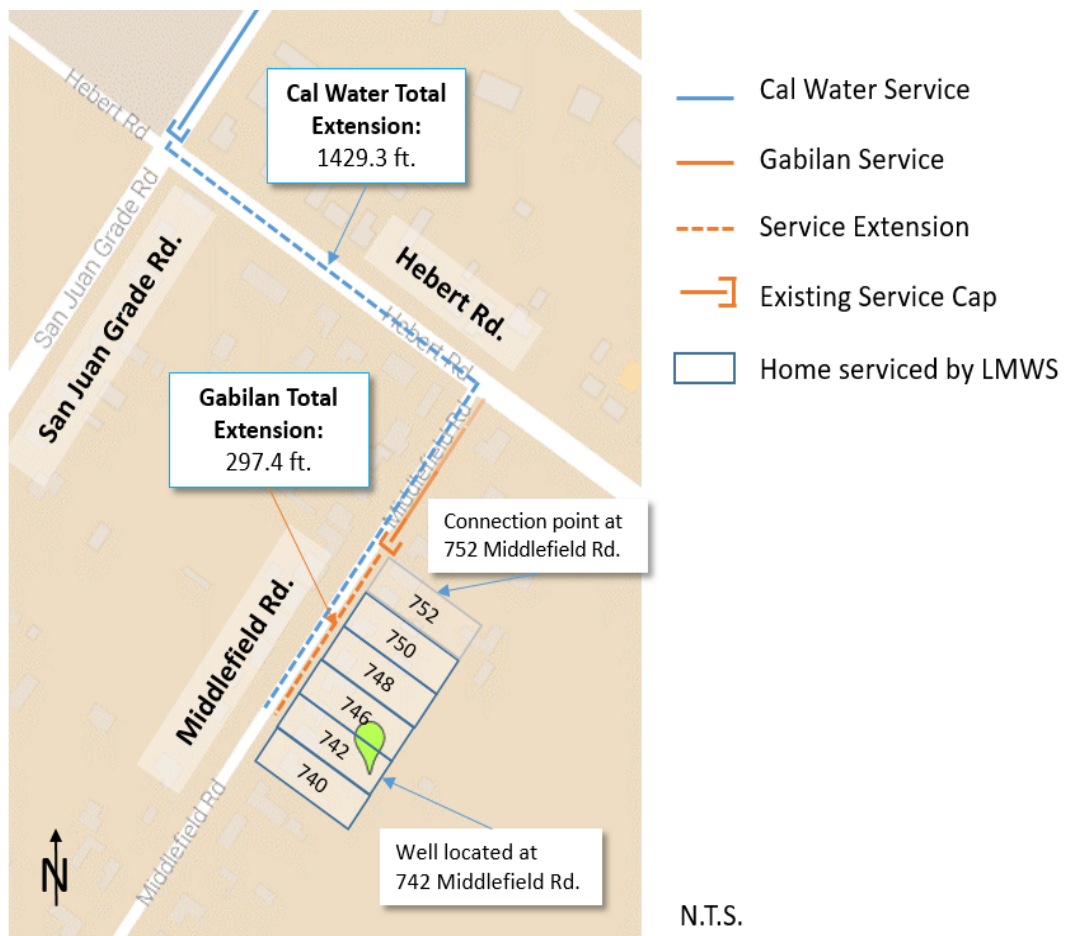 Hebert Rd
Cal Water Total
Extension:
1429.3 ft.
San Juan Grade Rd
San Juan Grade Rd.
Hebert Rd.
Hebert Rd
Gabilan Total
Extension:
297.4 ft.
Middlefield Rd
Connection point at
752 Middlefield Rd.
Middlefield Rd.
752
750
748
746
742
740
Middlefield Rd
Well located at
742 Middlefield Rd.
N
Cal Water Service
Gabilan Service
Service Extension
Existing Service Cap
Home serviced by LMWS
N.T.S.